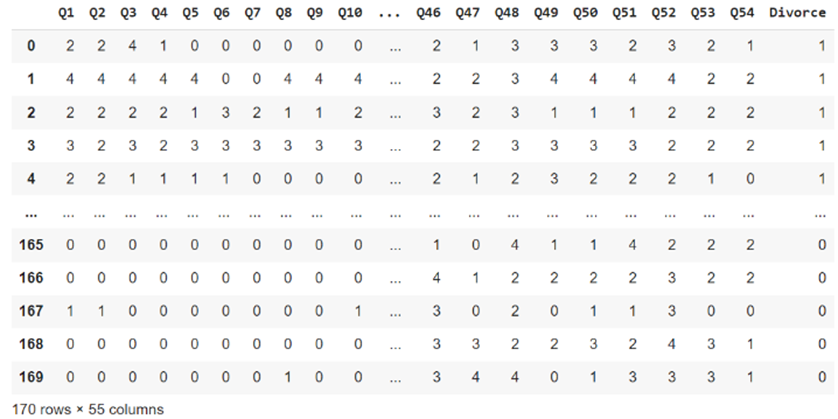 Q1 Q2 Q3 Q4 Q5 Q6 Q7 Q8 Q9 Q10 ... Q46 Q47 Q48 Q49 Q50 Q51 Q52 Q53 Q54 Divorce
0 2 2 4 1 0 0 0 0 0 0 ... 2 1 3 3 3 2 3 2 1 1
1 4 4 4 4 4 0 0 4 4 4 ... 2 2 3 4 4 4 4 2 2 1
2 2 2 2 2 1 3 2 1 1 2 ... 3 2 3 1 1 1 2 2 2 1
3 3 2 3 2 3 3 3 3 3 3 ... 2 2 3 3 3 3 2 2 2 1
4 2 2 1 1 1 1 0 0 0 0 ... 2 1 2 3 2 2 2 1 0 1
... ... ... ... ... ... ... ... ... ... ... ... ... ... ... ... ... ... ... ... ... ...
165 0 0 0 0 0 0 0 0 0 0 ... 1 0 4 1 1 4 2 2 2 0
166 0 0 0 0 0 0 0 0 0 0 ... 4 1 2 2 2 2 3 2 2 0
167 1 1 0 0 0 0 0 0 0 1 ... 3 0 2 0 1 1 3 0 0 0
168 0 0 0 0 0 0 0 0 0 0 ... 3 3 2 2 3 2 4 3 1 0
169 0 0 0 0 0 0 0 1 0 0 ... 3 4 4 0 1 3 3 3 1 0
170 rows × 55 columns